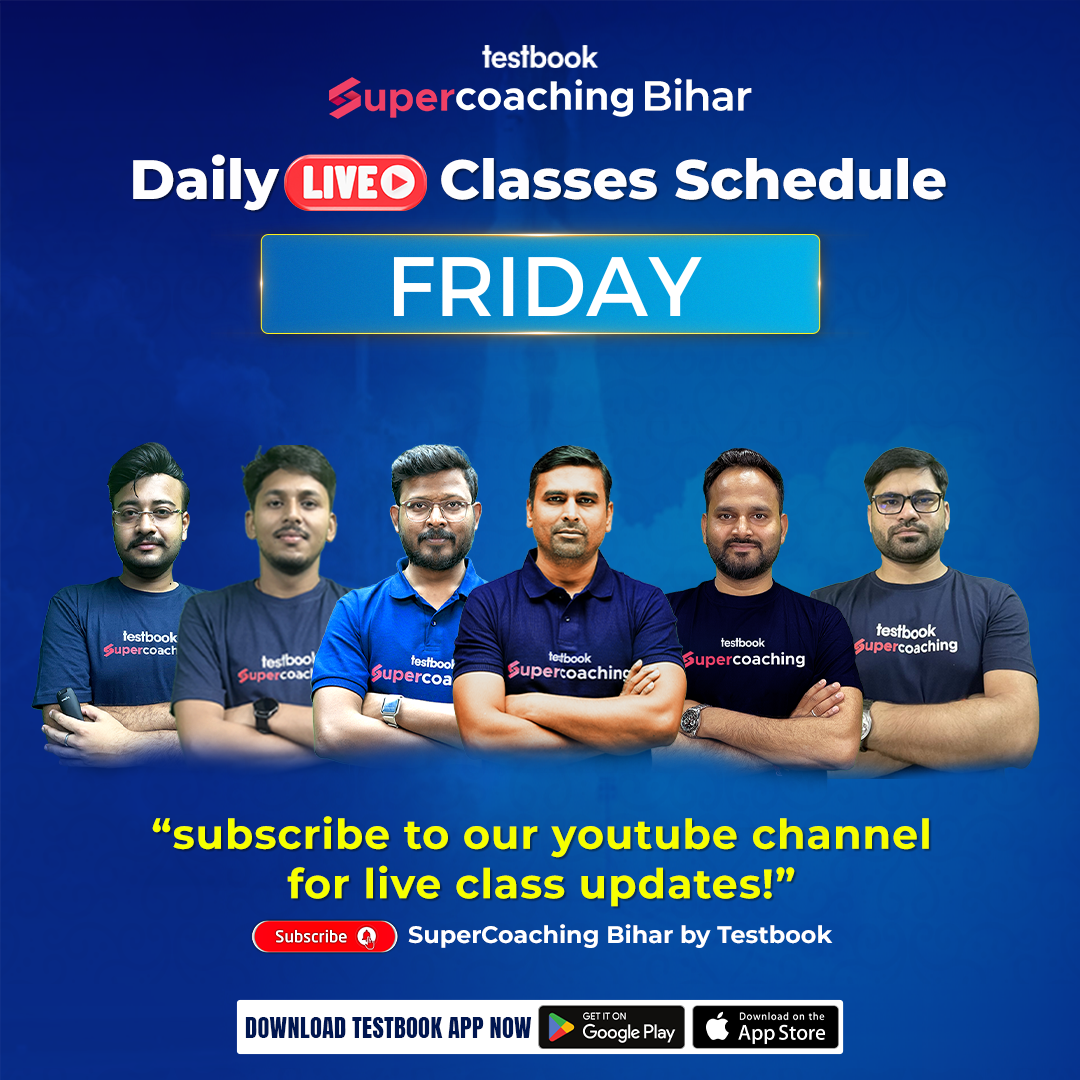 testbook
Supercoaching Bihar
Daily LIVE Classes Schedule
FRIDAY
testbook
Supercoach
testbook
Supercoac
testbook
Supercoa
testbook
Supercoaching
testbook
Supercoaching
testbook
Supercoaching
“subscribe to our youtube channel
for live class updates!”
Subscribe SuperCoaching Bihar by Testbook
DOWNLOAD TESTBOOK APP NOW
GET IT ON
Google Play
Download on the
App Store